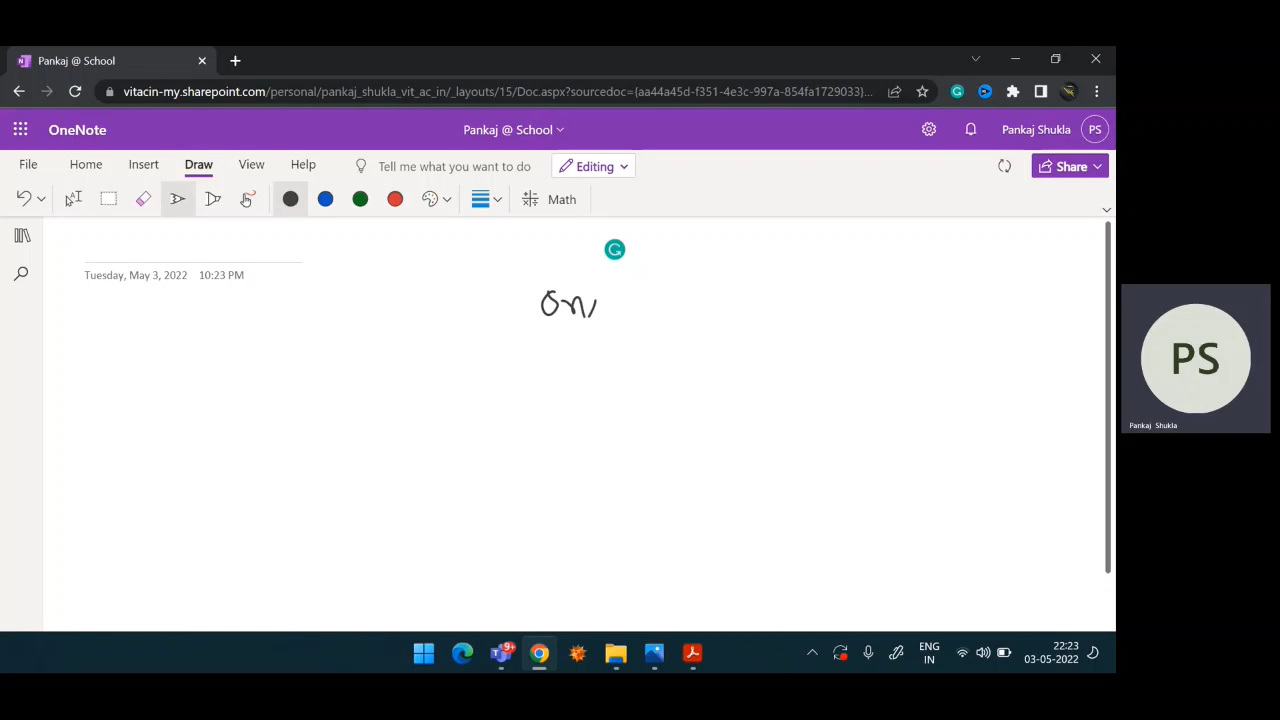 Pankaj @ School
vitacin-my.sharepoint.com/personal/pankaj_shukla_vit_ac_in/_layouts/15/Doc.aspx?sourcedoc={aa44a45d-f351-4e3c-997a-854fa1729033}...
OneNote
Pankaj @ School
Pankaj Shukla PS
File Home Insert Draw View Help Tell me what you want to do Editing Share
Math
Tuesday, May 3, 2022 10:23 PM
PS
Pankaj Shukla
9+
ENG
IN
22:23
03-05-2022